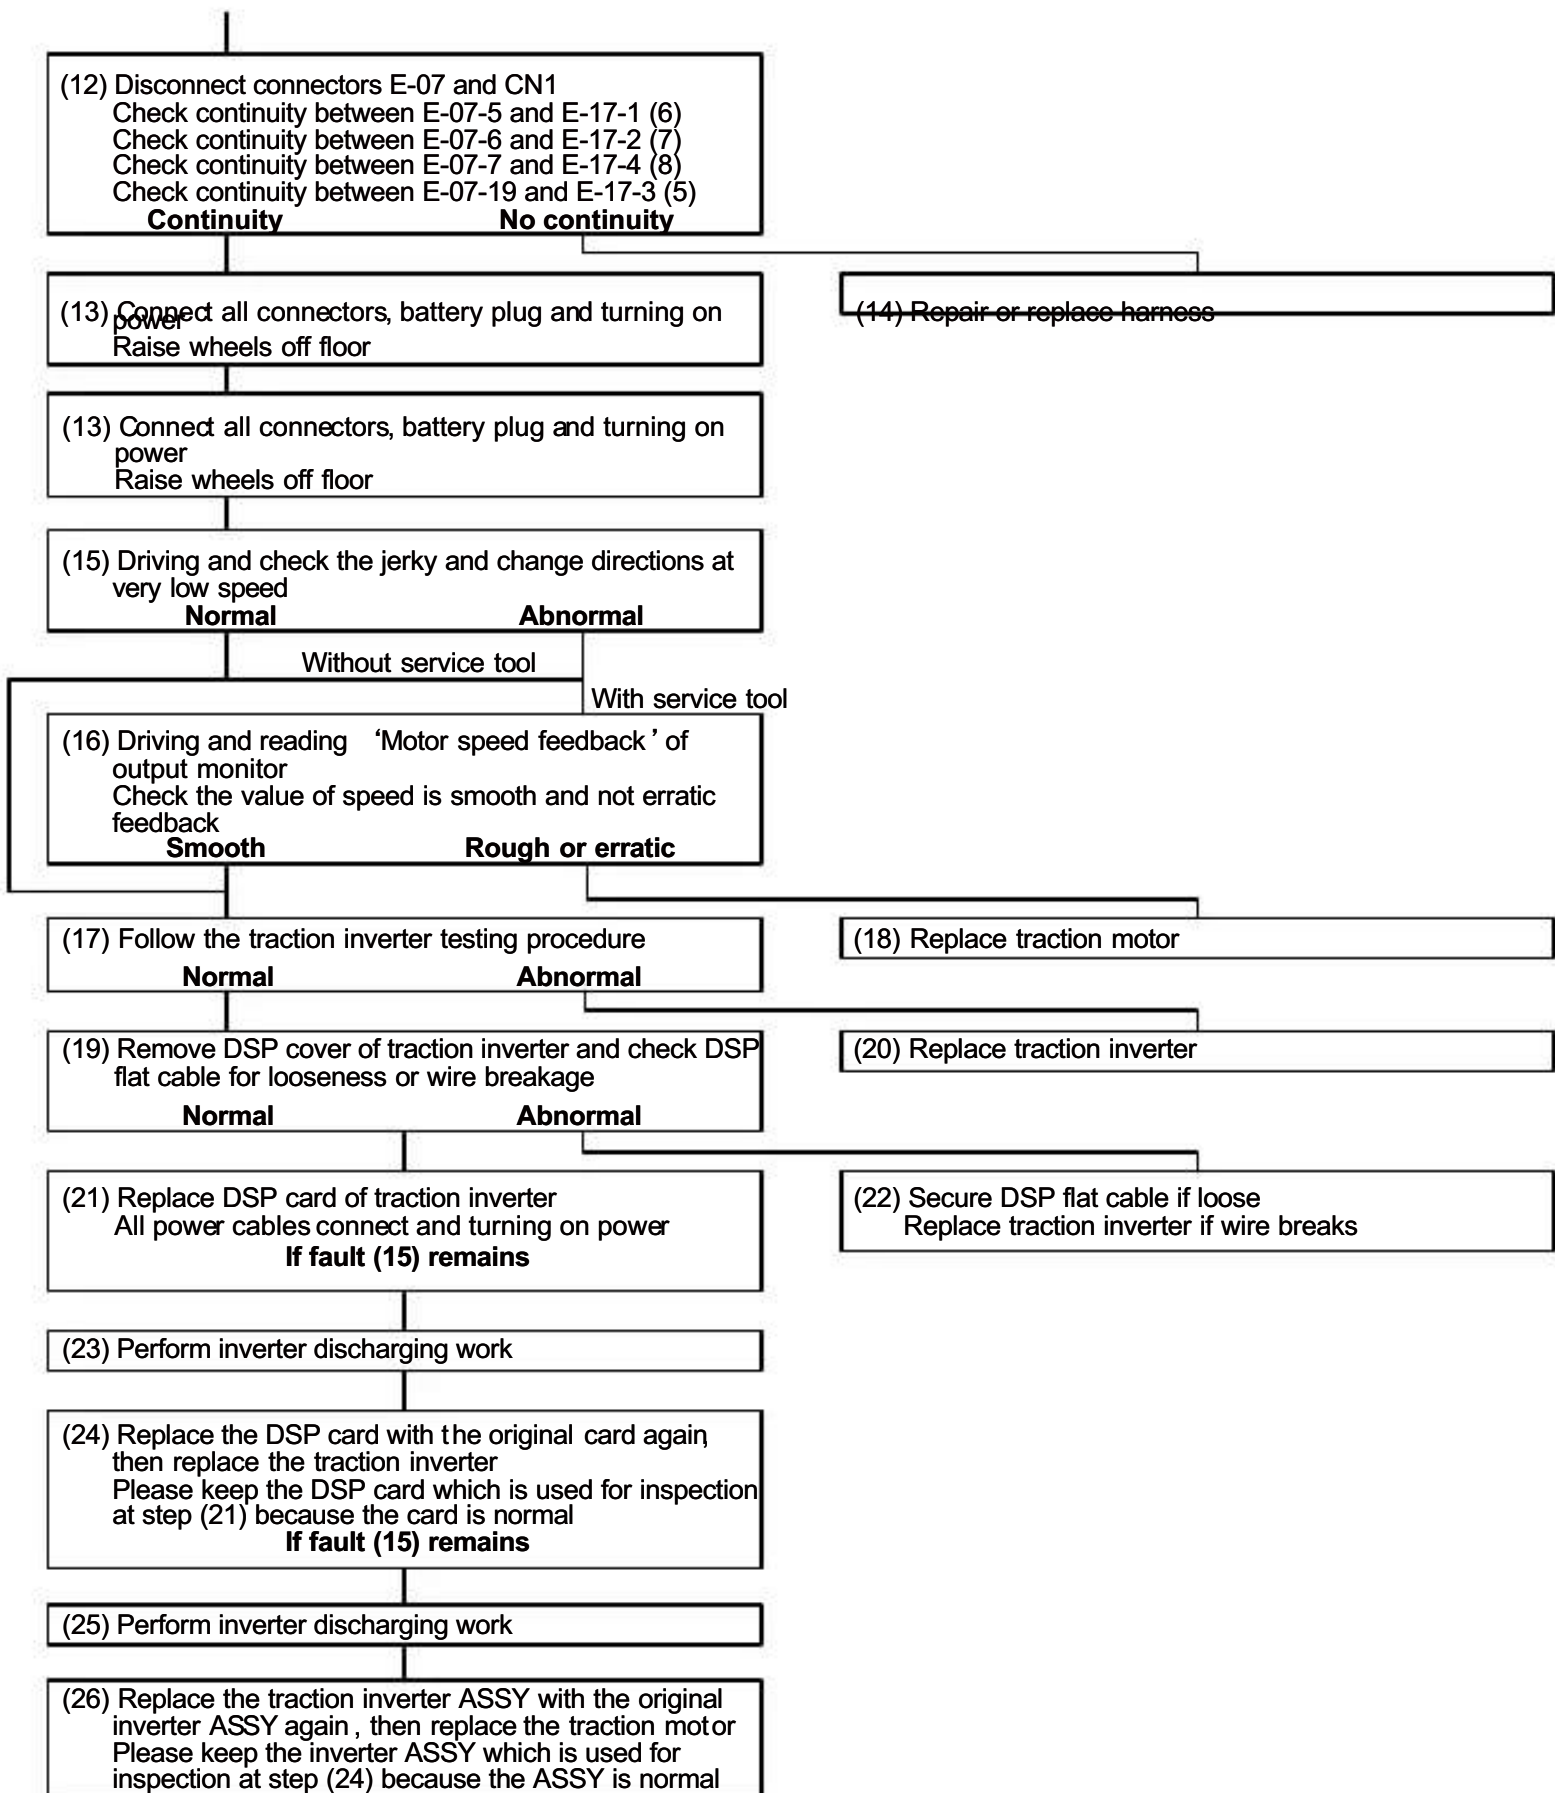 (12) Disconnect connectors E-07 and CN1
Check continuity between E-07-5 and E-17-1 (6)
Check continuity between E-07-6 and E-17-2 (7)
Check continuity between E-07-7 and E-17-4 (8)
Check continuity between E-07-19 and E-17-3 (5)
Continuity No continuity
(13) Connect all connectors, battery plug and turning on
power
Raise wheels off floor
(14) Repair or replace harness
(13) Connect all connectors, battery plug and turning on
power
Raise wheels off floor
(15) Driving and check the jerky and change directions at
very low speed
Normal Abnormal
Without service tool
With service tool
(16) Driving and reading ‘Motor speed feedback’ of
output monitor
Check the value of speed is smooth and not erratic
feedback
Smooth Rough or erratic
(17) Follow the traction inverter testing procedure
Normal Abnormal
(18) Replace traction motor
(19) Remove DSP cover of traction inverter and check DSP
flat cable for looseness or wire breakage
Normal Abnormal
(20) Replace traction inverter
(21) Replace DSP card of traction inverter
All power cables connect and turning on power
If fault (15) remains
(22) Secure DSP flat cable if loose
Replace traction inverter if wire breaks
(23) Perform inverter discharging work
(24) Replace the DSP card with the original card again,
then replace the traction inverter
Please keep the DSP card which is used for inspection
at step (21) because the card is normal
If fault (15) remains
(25) Perform inverter discharging work
(26) Replace the traction inverter ASSY with the original
inverter ASSY again, then replace the traction motor
Please keep the inverter ASSY which is used for
inspection at step (24) because the ASSY is normal